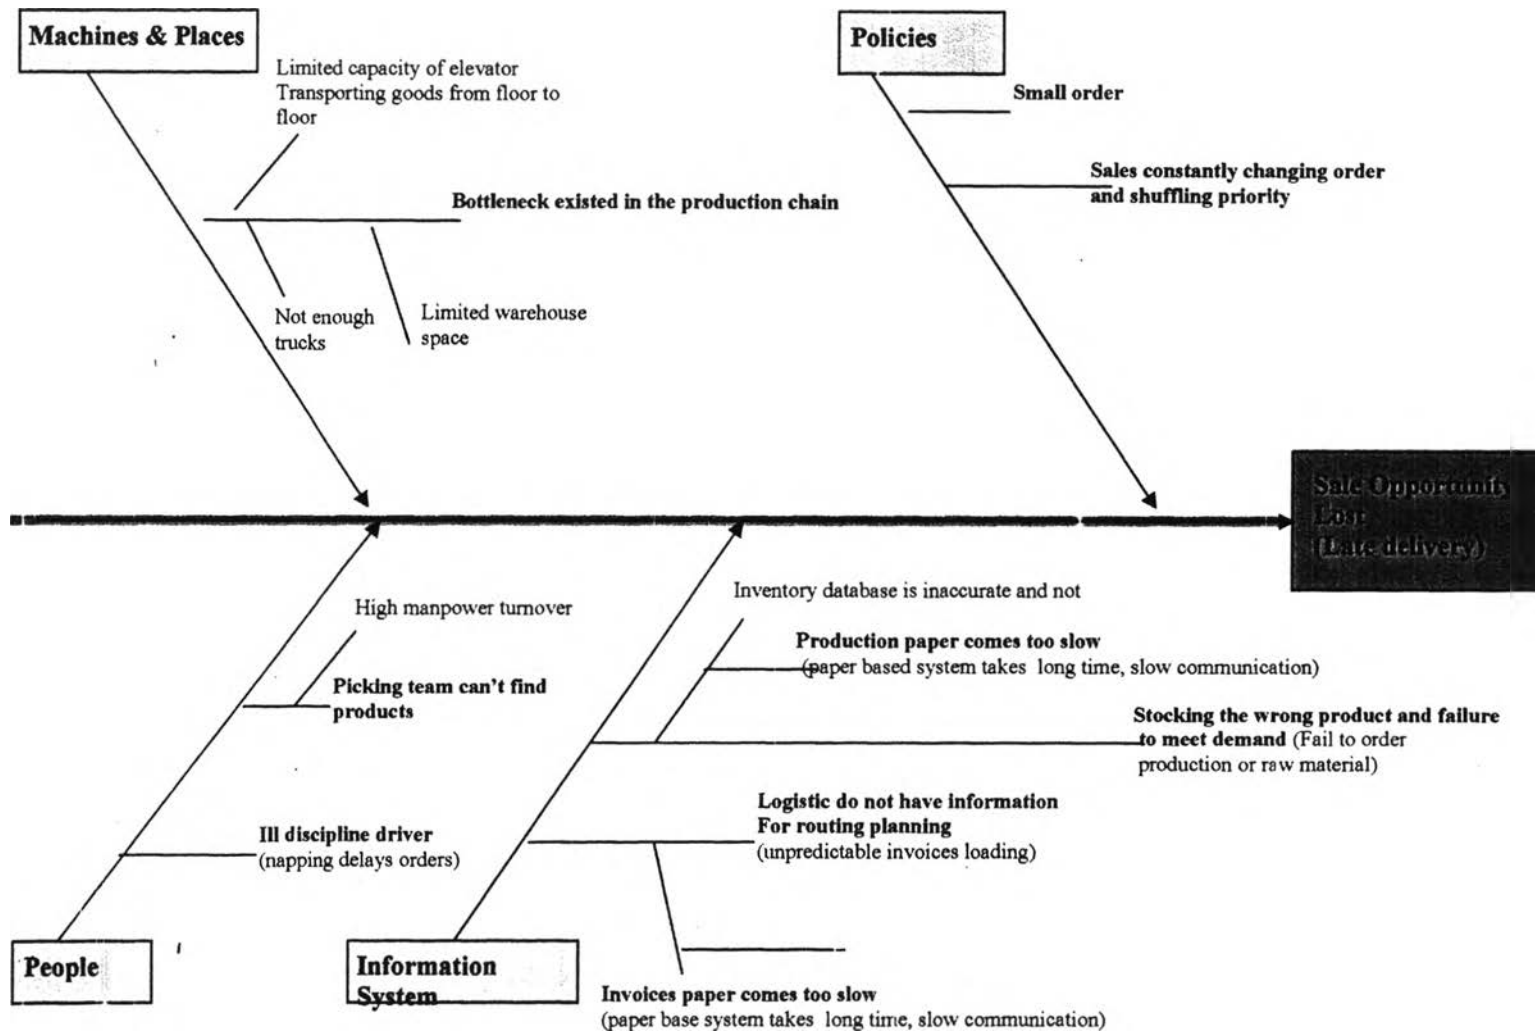 Machines & Places
Policies
Limited capacity of elevator
Transporting goods from floor to
floor
Small order
Sales constantly changing order
and shuffling priority
Bottleneck existed in the production chain
Not enough
trucks
Limited warehouse
space
Sale Opportunity
Lost
(Late delivery)
Inventory database is inaccurate and not
High manpower turnover
Production paper comes too slow
(paper based system takes long time, slow communication)
Picking team can't find
products
Stocking the wrong product and failure
to meet demand (Fail to order
production or raw material)
Logistic do not have information
For routing planning
(unpredictable invoices loading)
Ill discipline driver
(napping delays orders)
People
Information
System
Invoices paper comes too slow
(paper base system takes long time, slow communication)